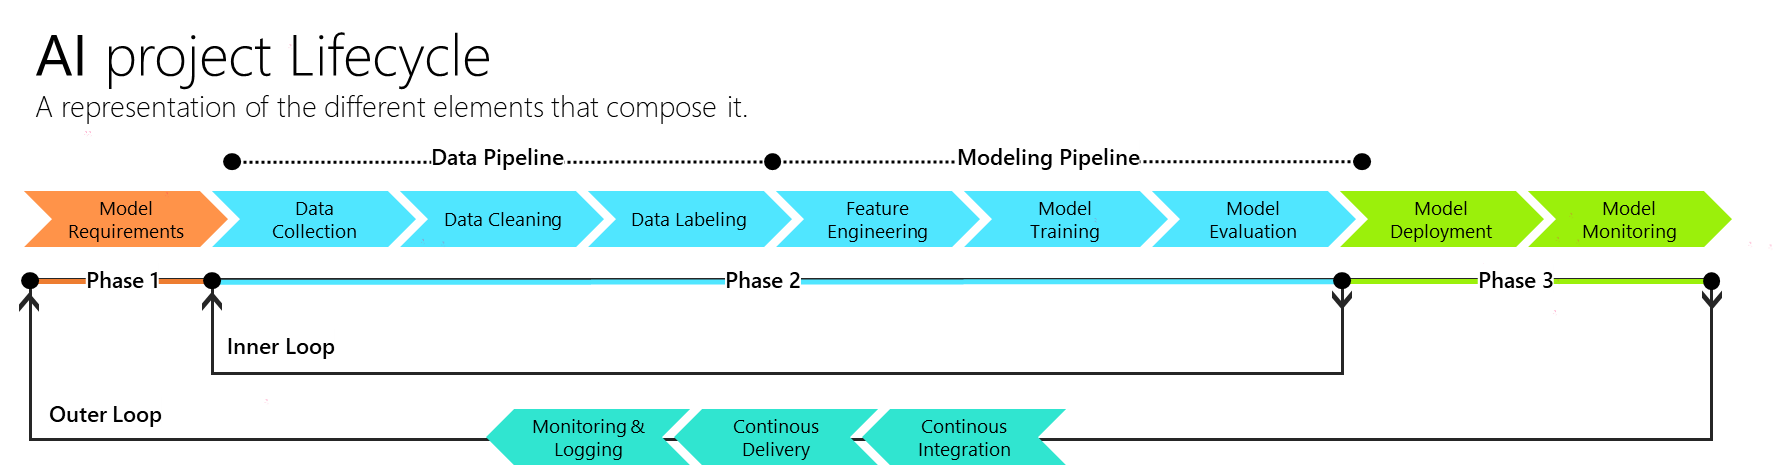 AI project Lifecycle
A representation of the different elements that compose it.
Data Pipeline
Modeling Pipeline
Model
Requirements
Data
Collection
Data Cleaning
Data Labeling
Feature
Engineering
Model
Training
Model
Evaluation
Model
Deployment
Model
Monitoring
Phase 1
Phase 2
Phase 3
Inner Loop
Outer Loop
Monitoring &
Logging
Continous
Delivery
Continous
Integration